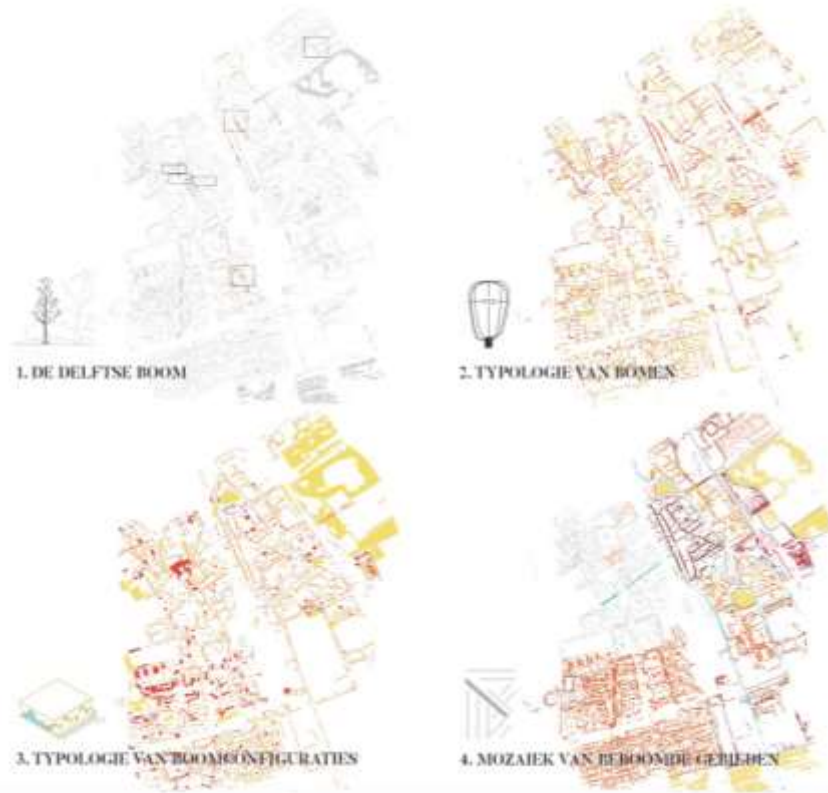 1. DE DELFTSE BOOM
2. TYPOLOGIE VAN BOMEN
3. TYPOLOGIE VAN BOOMCONFIGURATIES
4. MOZAIEK VAN BEBOOMDE GEBIEDEN